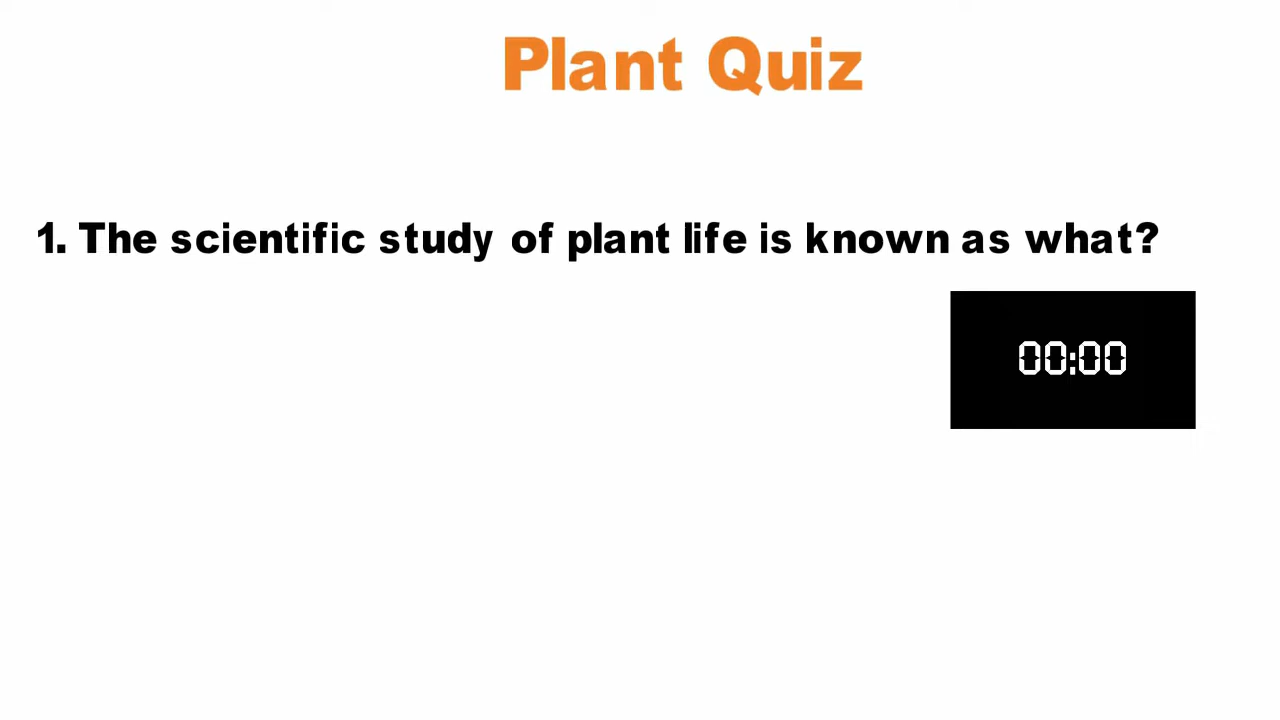 Plant Quiz
1. The scientific study of plant life is known as what?
00:00